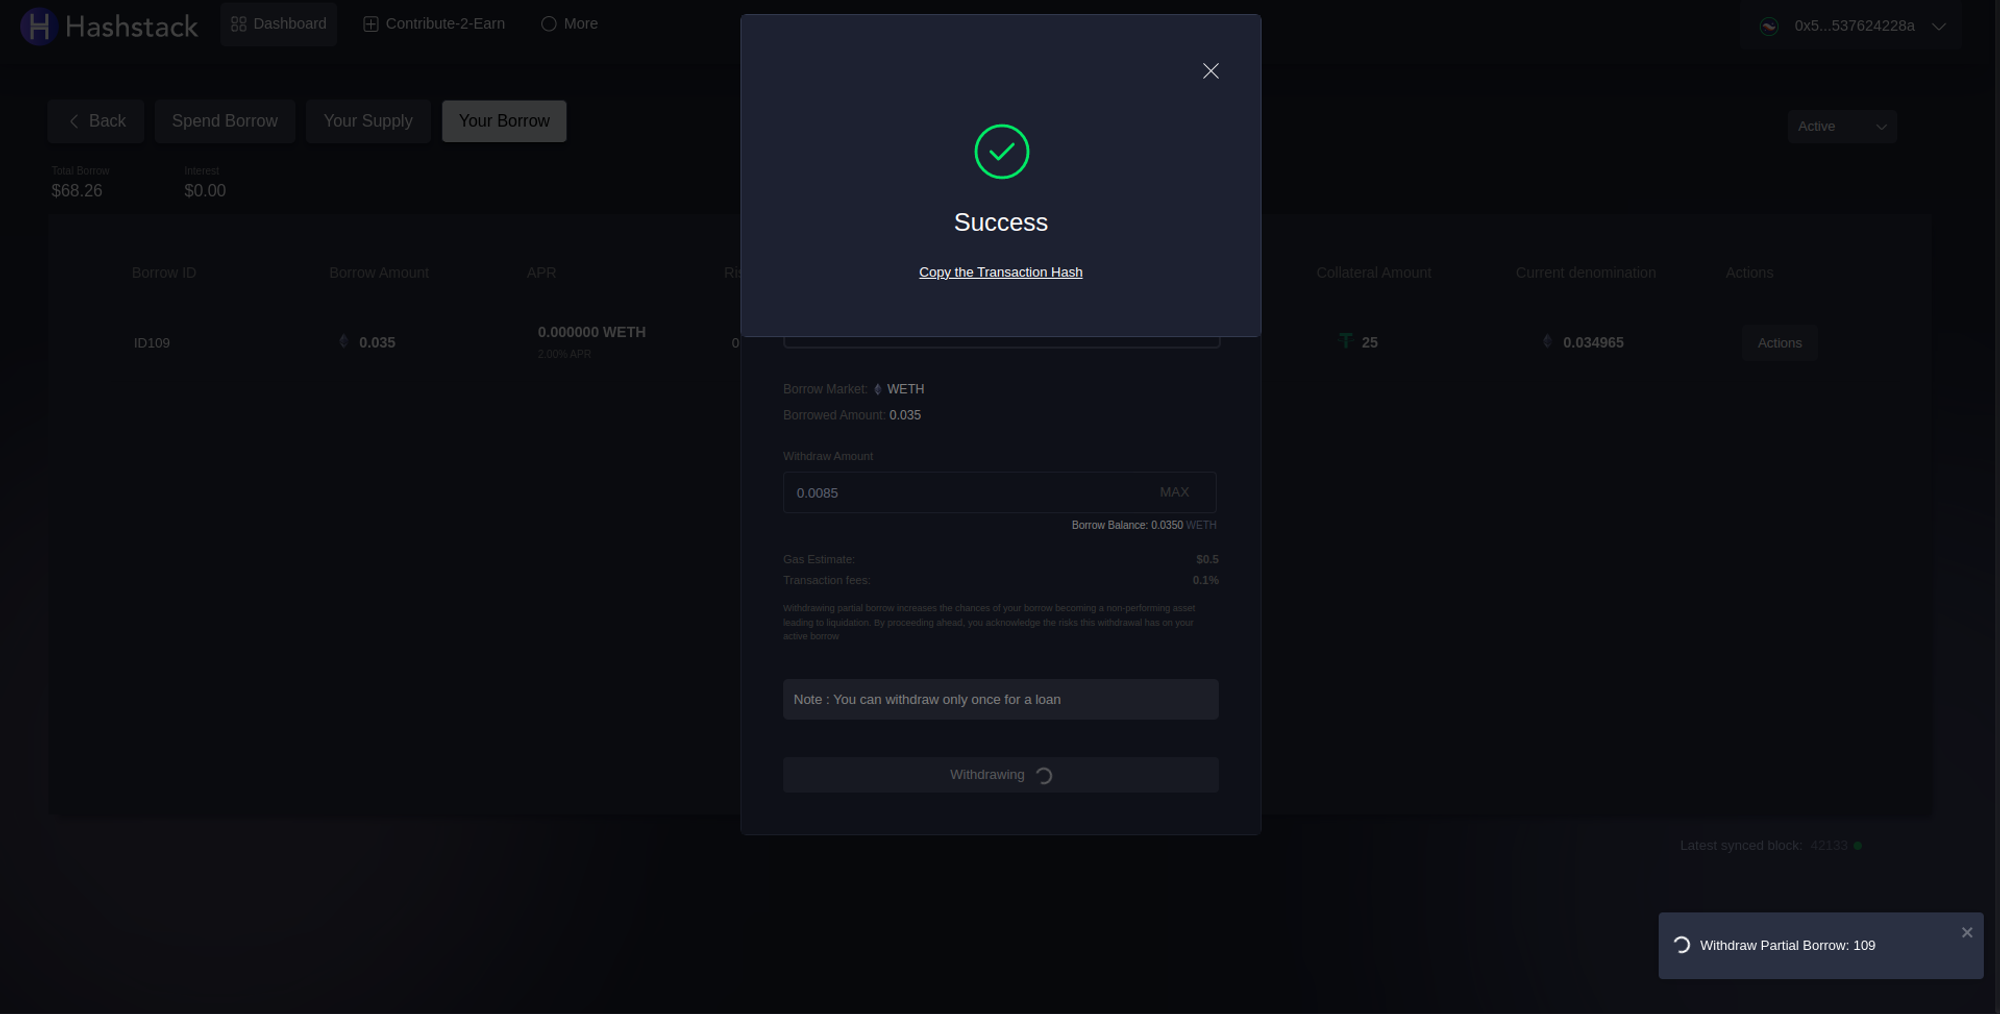 Hashstack
Dashboard
Contribute-2-Earn
More
0x5...537624228a
Back
Spend Borrow
Your Supply
Your Borrow
Active
Total Borrow
Interest
$68.26
$0.00
Success
Copy the Transaction Hash
Borrow ID
Borrow Amount
APR
Collateral Amount
Current denomination
Actions
ID109
0.035
0.000000 WETH
2.00% APR
0
25
0.034965
Actions
Borrow Market: WETH
Borrowed Amount: 0.035
Withdraw Amount
0.0085
MAX
Borrow Balance: 0.0350 WETH
Gas Estimate:
$0.5
Transaction fees:
0.1%
Withdrawing partial borrow increases the chances of your borrow becoming a non-performing asset
leading to liquidation. By proceeding ahead, you acknowledge the risks this withdrawal has on your
active borrow
Note : You can withdraw only once for a loan
Withdrawing
Latest synced block: 42133
Withdraw Partial Borrow: 109